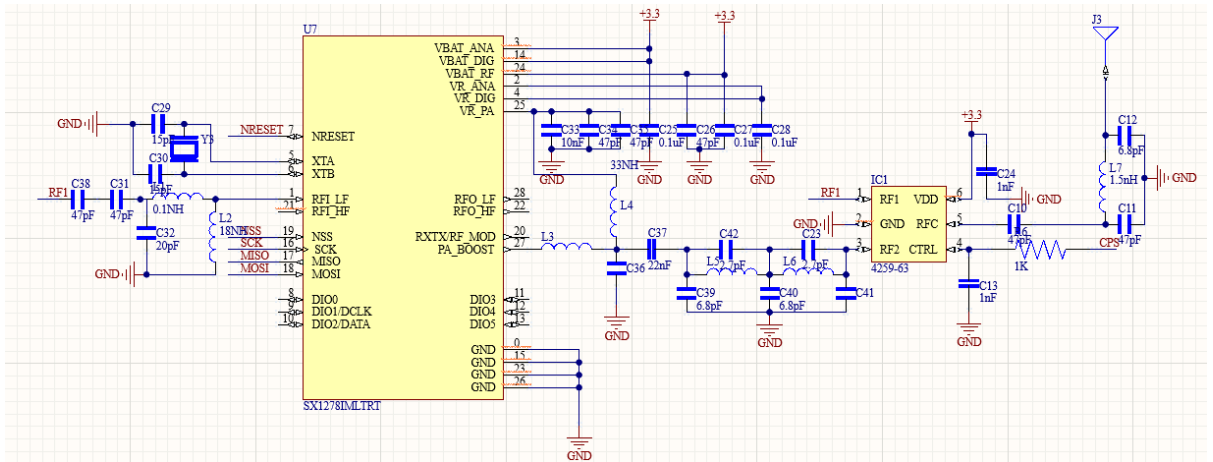 U7
+3.3
+3.3
J3
3
VBAT_ANA
14
VBAT_DIG
24
VBAT_RF
2
VR_ANA
4
VR_DIG
25
VR_PA
C29
15pF
GND
NRESET
7
NRESET
Y3
C30
15pF
5
XTA
6
XTB
C33
10nF
C34
47pF
C35
47pF
C25
0.1uF
C26
47pF
C27
0.1uF
C28
0.1uF
GND
GND
GND
GND
33NH
L4
+3.3
C12
6.8pF
L7
1.5nH
GND
C24
1nF
GND
RF1
C38
47pF
C31
47pF
0.1NH
1
RFI_LF
21
RFI_HF
L2
18NH
C32
20pF
GND
28
RFO_LF
22
RFO_HF
NSS
19
NSS
SCK
16
SCK
MISO
17
MISO
MOSI
18
MOSI
20
RXTX/RF_MOD
27
PA_BOOST
L3
C37
22nF
C36
GND
C42
2.7pF
L5
C23
2.7pF
L6
C39
6.8pF
C40
6.8pF
C41
GND
IC1
RF1
1
RF1
VDD
6
GND
2
GND
RFC
5
3
RF2
CTRL
4
4259-63
C10
47pF
C11
47pF
CPS
1K
C13
1nF
GND
8
DIO0
9
DIO1/DCLK
10
DIO2/DATA
11
DIO3
12
DIO4
13
DIO5
0
GND
15
GND
23
GND
26
GND
SX1278IMLTRT
GND